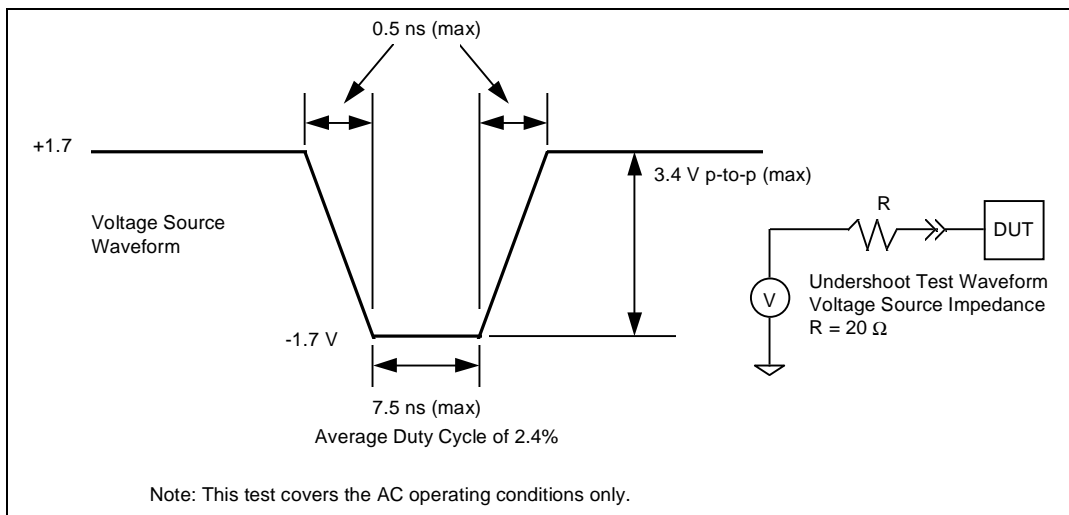 0.5 ns (max)
+1.7
3.4 V p-to-p (max)
Voltage Source
Waveform
R
DUT
V
Undershoot Test Waveform
Voltage Source Impedance
R = 20 Ω
-1.7 V
7.5 ns (max)
Average Duty Cycle of 2.4%
Note: This test covers the AC operating conditions only.